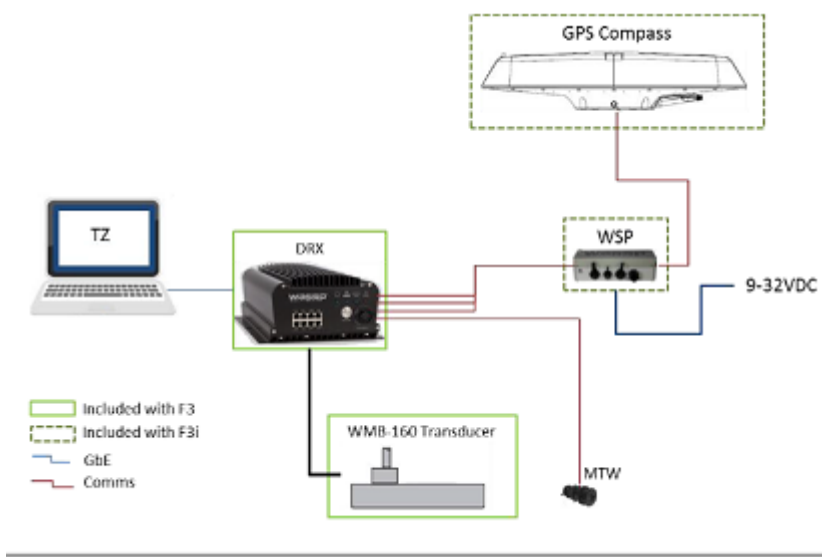 GPS Compass
TZ
DRX
WASSP
WSP
9-32VDC
Included with F3
Included with F3i
GbE
Comms
WMB-160 Transducer
MTW